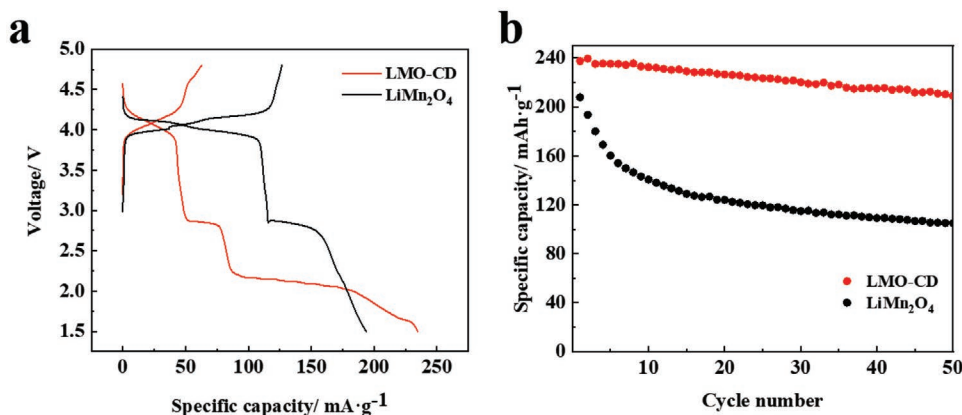 a
5.0
4.5
4.0
3.5
3.0
2.5
2.0
1.5
Voltage/ V
LMO-CD
LiMn₂O₄
0 50 100 150 200 250
Specific capacity/ mA·g⁻¹
b
240
200
160
120
80
40
0
Specific capacity/ mAh·g⁻¹
LMO-CD
LiMn₂O₄
10 20 30 40 50
Cycle number